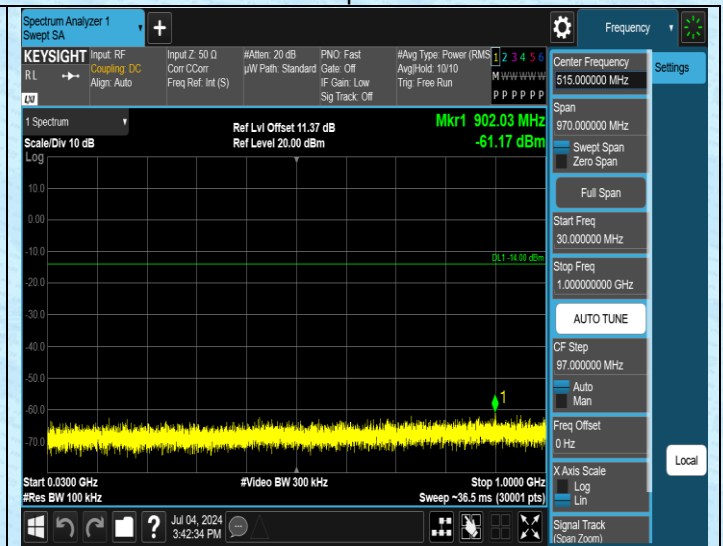 Spectrum Analyzer 1
Swept SA
+
Frequency
KEYSIGHT
RL
LXI
Input: RF
Coupling: DC
Align: Auto
Input Z: 50 Ω
Corr CCorr
Freq Ref: Int (S)
#Atten: 20 dB
µW Path: Standard
PNO: Fast
Gate: Off
IF Gain: Low
Sig Track: Off
#Avg Type: Power (RMS
Avg|Hold: 10/10
Trig: Free Run
1 2 3 4 5 6
M W W W W W
P P P P P P
1 Spectrum
Scale/Div 10 dB
Ref Lvl Offset 11.37 dB
Ref Level 20.00 dBm
Mkr1 902.03 MHz
-61.17 dBm
Log
10.0
0.00
-10.0
DL1 -14.00 dBm
-20.0
-30.0
-40.0
-50.0
-60.0
1
-70.0
Start 0.0300 GHz
#Res BW 100 kHz
#Video BW 300 kHz
Stop 1.0000 GHz
Sweep ~36.5 ms (30001 pts)
Center Frequency
515.000000 MHz
Span
970.000000 MHz
Swept Span
Zero Span
Full Span
Start Freq
30.000000 MHz
Stop Freq
1.000000000 GHz
AUTO TUNE
CF Step
97.000000 MHz
Auto
Man
Freq Offset
0 Hz
X Axis Scale
Log
Lin
Signal Track
(Span Zoom)
Settings
Local
?
Jul 04, 2024
3:42:34 PM